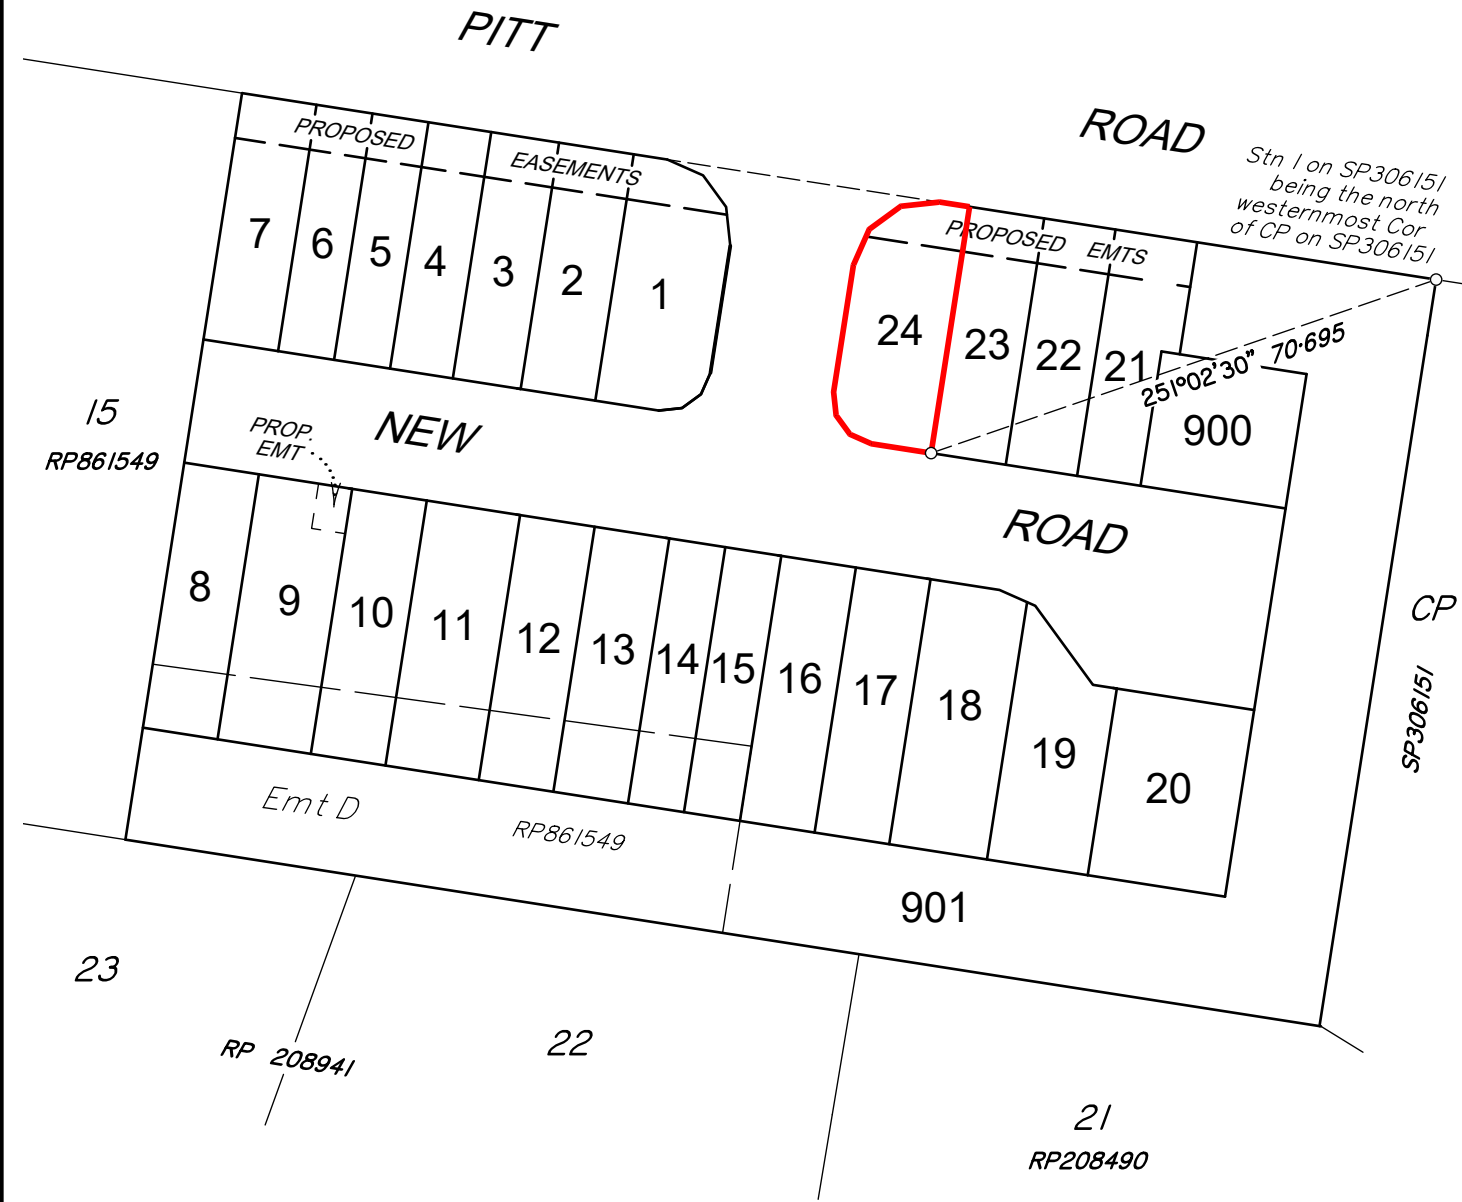 PITT
ROAD
Stn 1 on SP306151
being the north
westernmost Cor
of CP on SP306151
PROPOSED
EASEMENTS
PROPOSED EMTS
7
6
5
4
3
2
1
24
23
22
21
251°02'30" 70·695
900
15
RP861549
PROP.
EMT
NEW
ROAD
8
9
10
11
12
13
14
15
16
17
18
19
20
CP
SP306151
Emt D
RP861549
901
23
RP 208941
22
21
RP208490